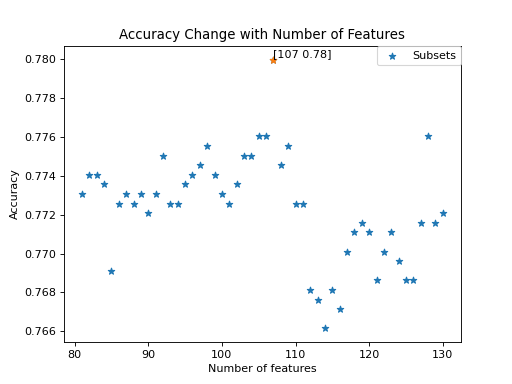 Accuracy Change with Number of Features
[107 0.78]
Subsets
0.780
0.778
0.776
0.774
0.772
0.770
0.768
0.766
Accuracy
80 90 100 110 120 130
Number of features